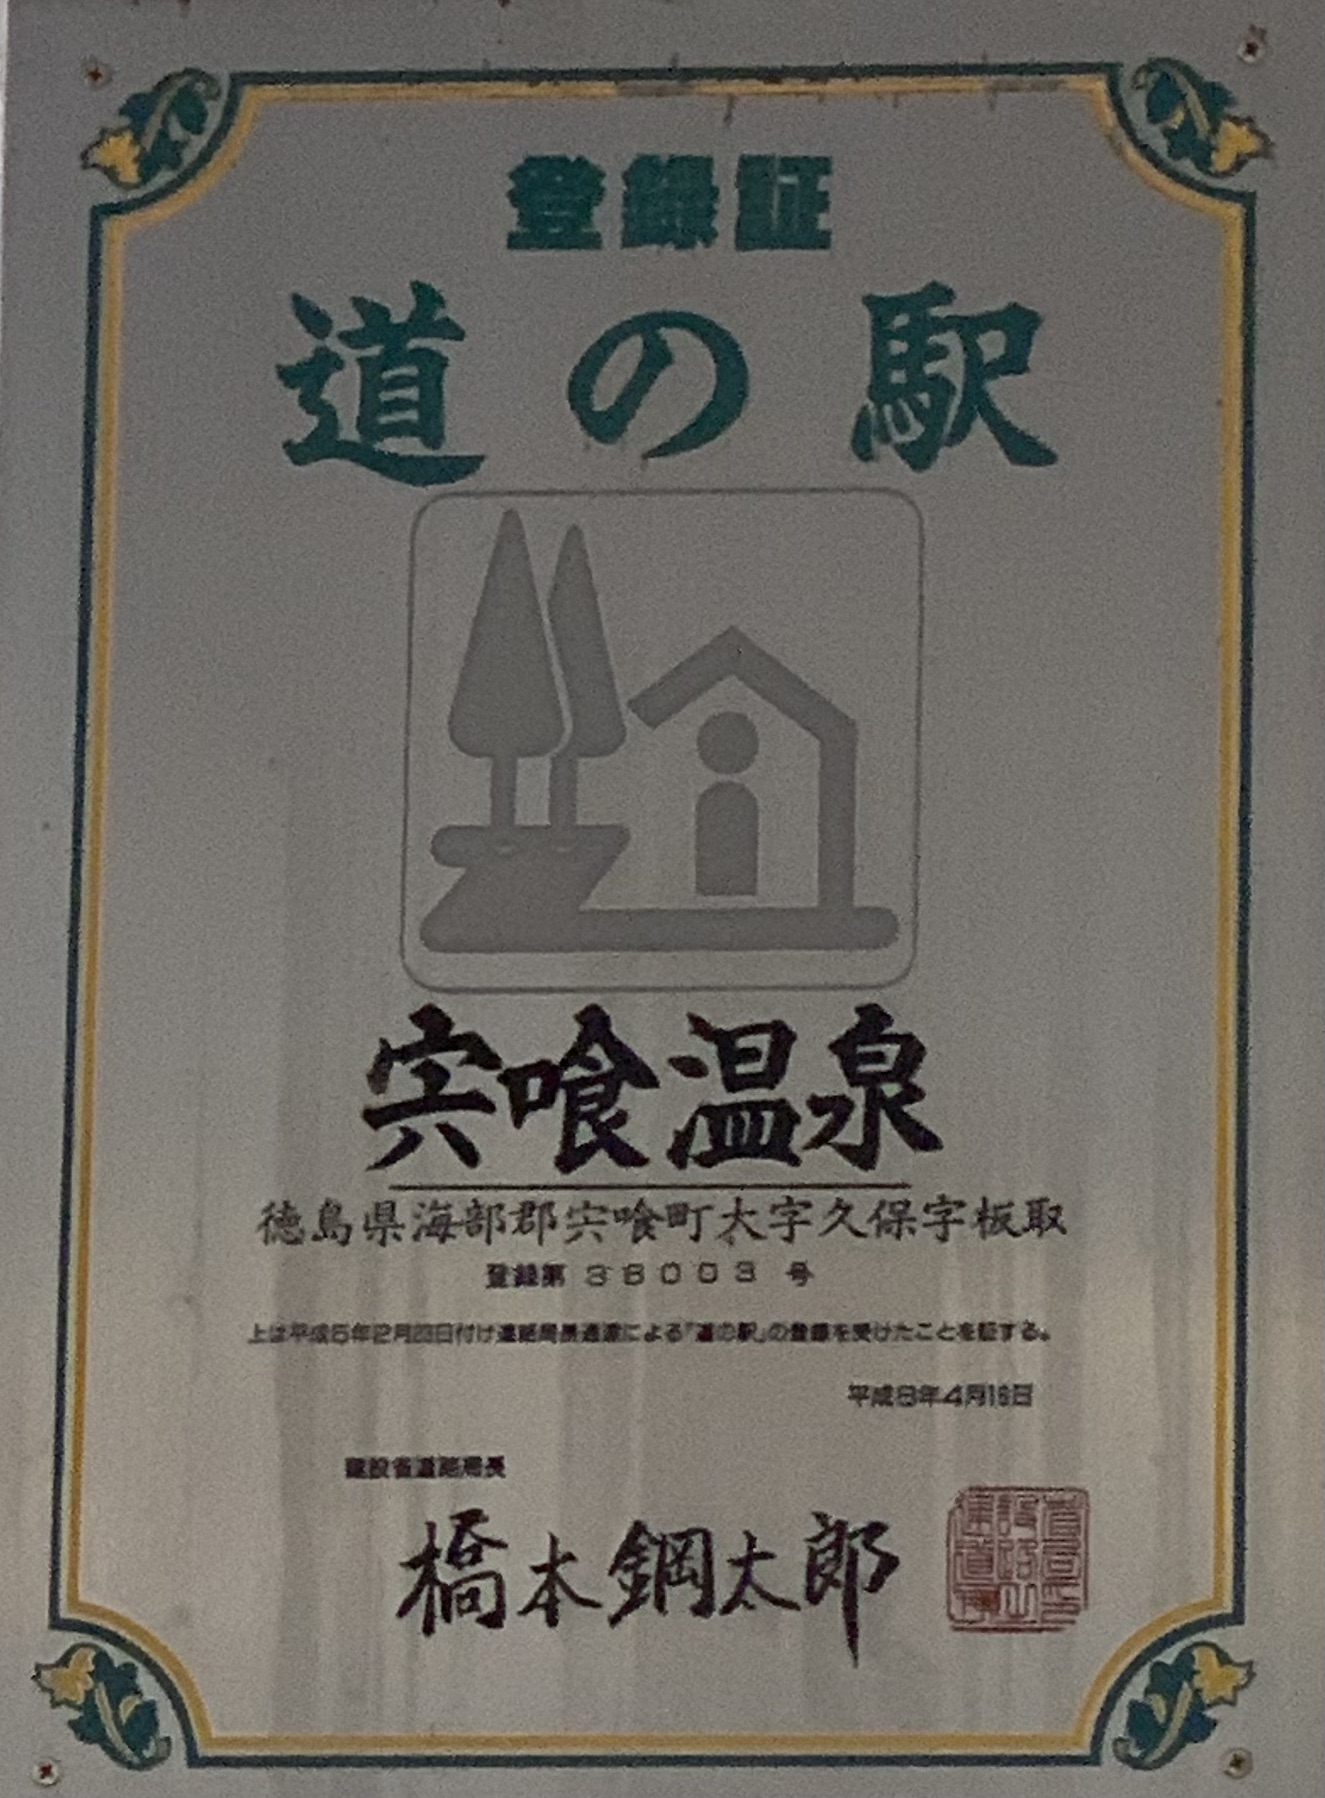 登録証
道の駅
宍喰温泉
徳島県海部郡宍喰町大字久保字板取
登録第 36003 号
上は平成5年2月23日付け道路局長通達による「道の駅」の登録を受けたことを証する。
平成8年4月16日
建設省道路局長
橋本鋼太郎